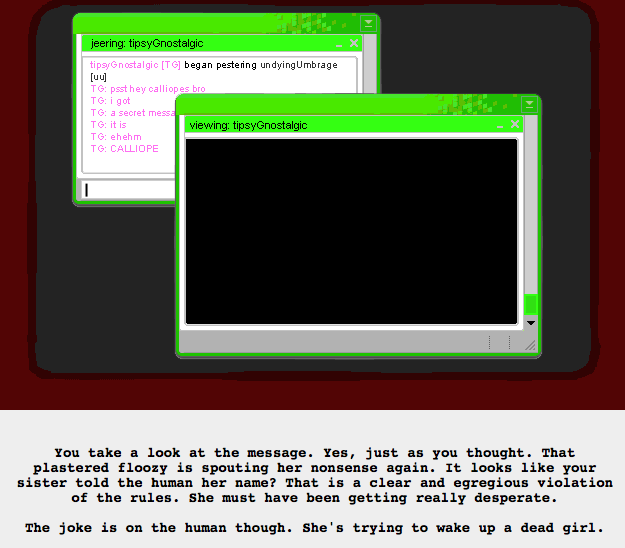 jeering: tipsyGnostalgic
tipsyGnostalgic [TG] began pestering undyingUmbrage
[uu]
TG: psst hey calliopes bro
TG: i got
TG: a secret messa
TG: it is
TG: ehehm
TG: CALLIOPE
viewing: tipsyGnostalgic
You take a look at the message. Yes, just as you thought. That
plastered floozy is spouting her nonsense again. It looks like your
sister told the human her name? That is a clear and egregious violation
of the rules. She must have been getting really desperate.
The joke is on the human though. She's trying to wake up a dead girl.